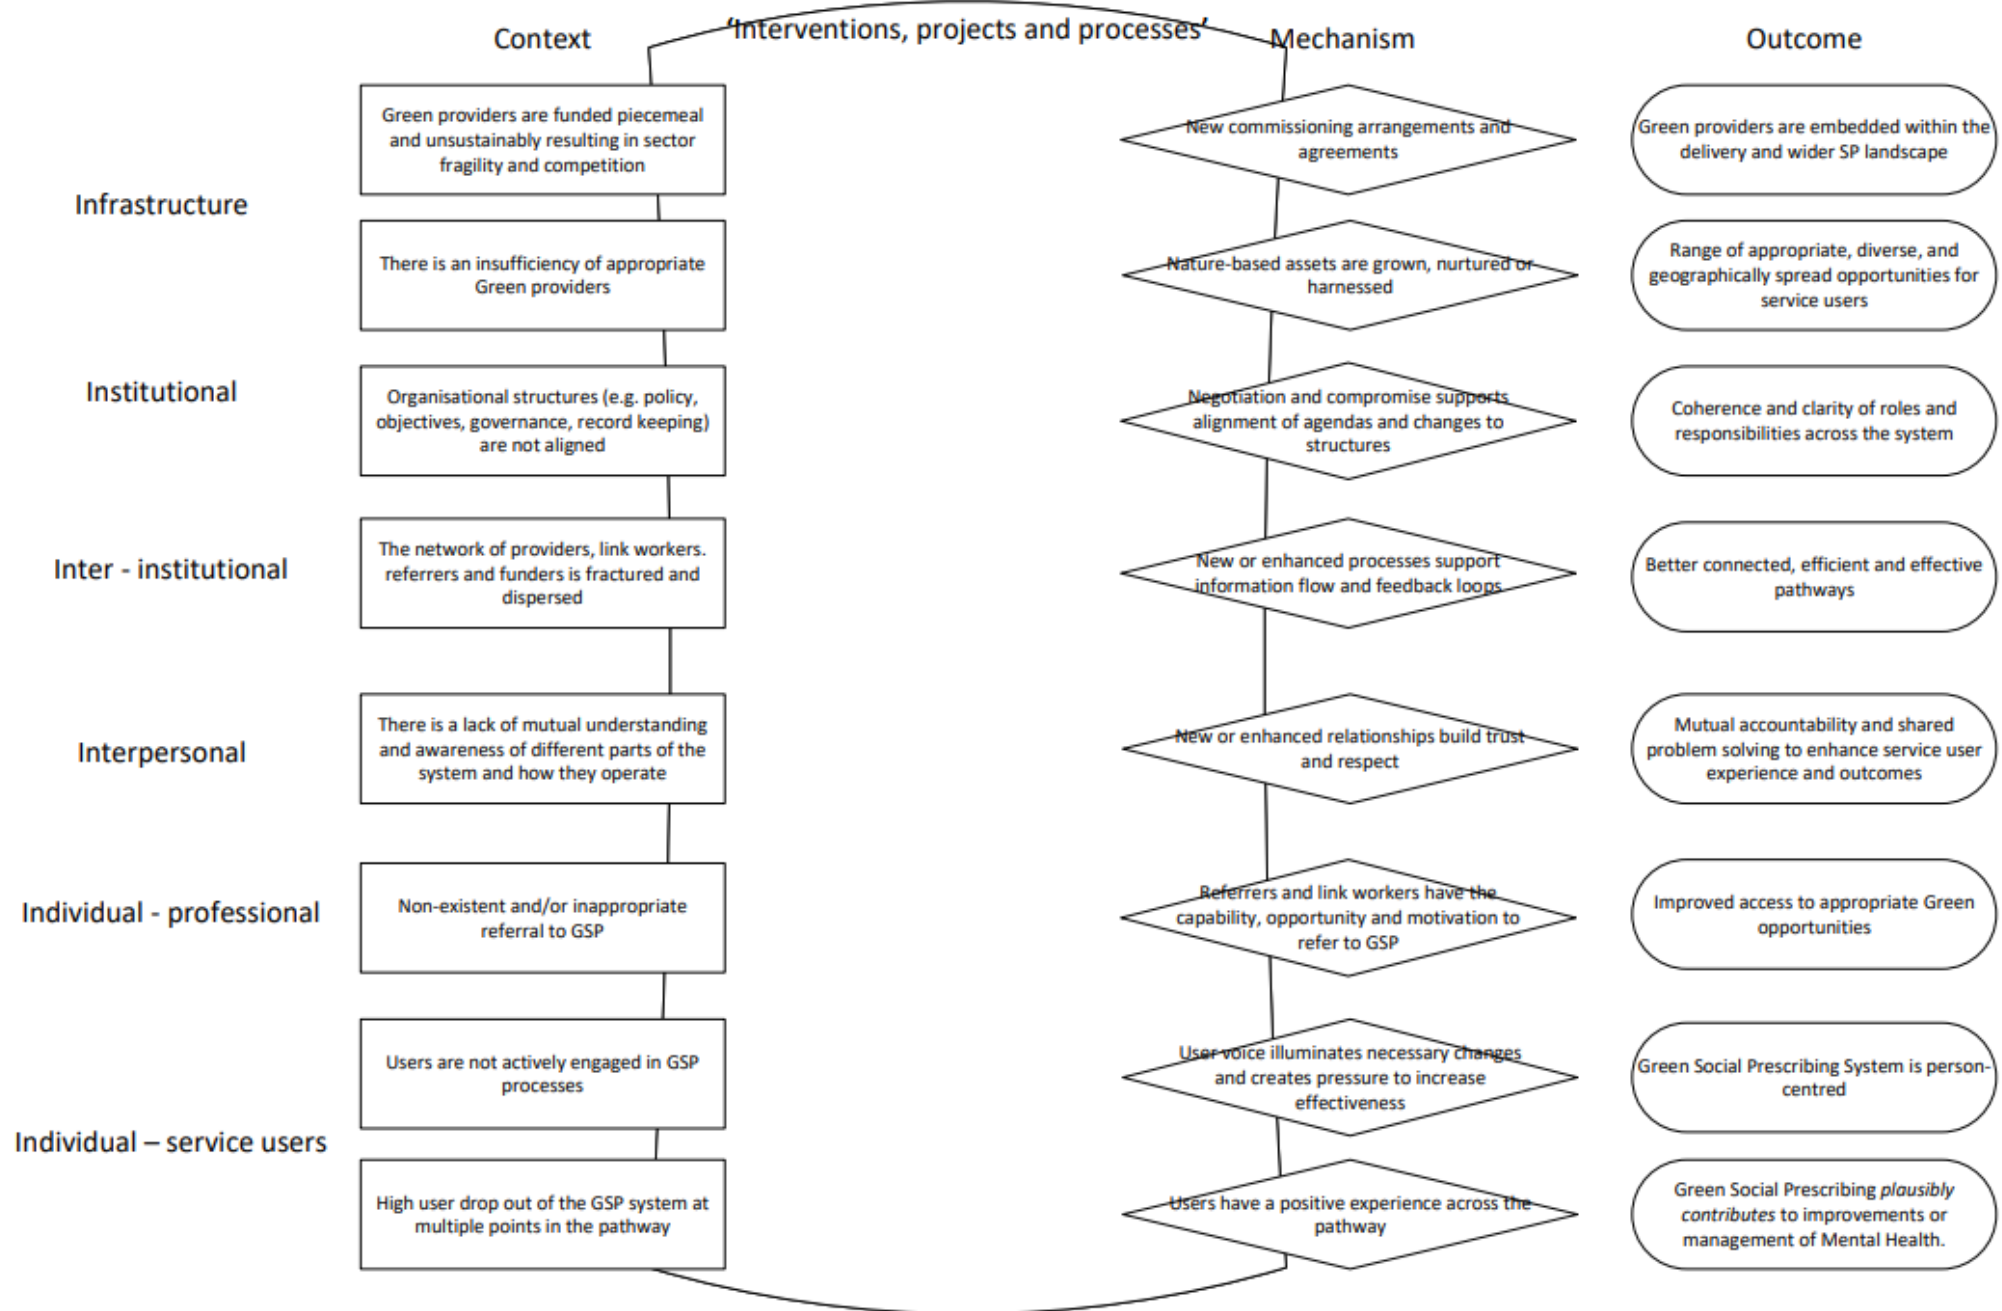 Context
‘Interventions, projects and processes’
Mechanism
Outcome
Infrastructure
Green providers are funded piecemeal
and unsustainably resulting in sector
fragility and competition
New commissioning arrangements and
agreements
Green providers are embedded within the
delivery and wider SP landscape
There is an insufficiency of appropriate
Green providers
Nature-based assets are grown, nurtured or
harnessed
Range of appropriate, diverse, and
geographically spread opportunities for
service users
Institutional
Organisational structures (e.g. policy,
objectives, governance, record keeping)
are not aligned
Negotiation and compromise supports
alignment of agendas and changes to
structures
Coherence and clarity of roles and
responsibilities across the system
Inter - institutional
The network of providers, link workers.
referrers and funders is fractured and
dispersed
New or enhanced processes support
information flow and feedback loops
Better connected, efficient and effective
pathways
Interpersonal
There is a lack of mutual understanding
and awareness of different parts of the
system and how they operate
New or enhanced relationships build trust
and respect
Mutual accountability and shared
problem solving to enhance service user
experience and outcomes
Individual - professional
Non-existent and/or inappropriate
referral to GSP
Referrers and link workers have the
capability, opportunity and motivation to
refer to GSP
Improved access to appropriate Green
opportunities
Individual – service users
Users are not actively engaged in GSP
processes
User voice illuminates necessary changes
and creates pressure to increase
effectiveness
Green Social Prescribing System is person-
centred
High user drop out of the GSP system at
multiple points in the pathway
Users have a positive experience across the
pathway
Green Social Prescribing plausibly
contributes to improvements or
management of Mental Health.